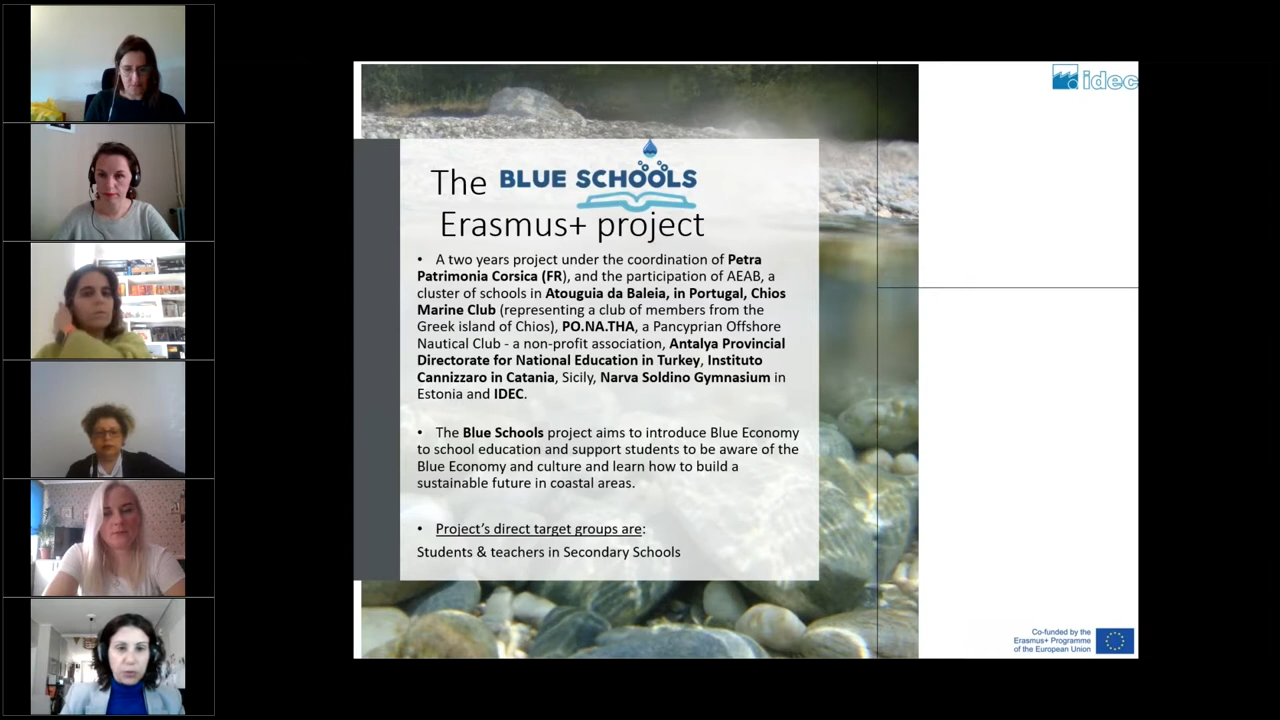 idec
The BLUE SCHOOLS
Erasmus+ project
• A two years project under the coordination of Petra
Patrimonia Corsica (FR), and the participation of AEAB, a
cluster of schools in Atouguia da Baleia, in Portugal, Chios
Marine Club (representing a club of members from the
Greek island of Chios), PO.NA.THA, a Pancyprian Offshore
Nautical Club - a non-profit association, Antalya Provincial
Directorate for National Education in Turkey, Instituto
Cannizzaro in Catania, Sicily, Narva Soldino Gymnasium in
Estonia and IDEC.
• The Blue Schools project aims to introduce Blue Economy
to school education and support students to be aware of the
Blue Economy and culture and learn how to build a
sustainable future in coastal areas.
• Project's direct target groups are:
Students & teachers in Secondary Schools
Co-funded by the
Erasmus+ Programme
of the European Union